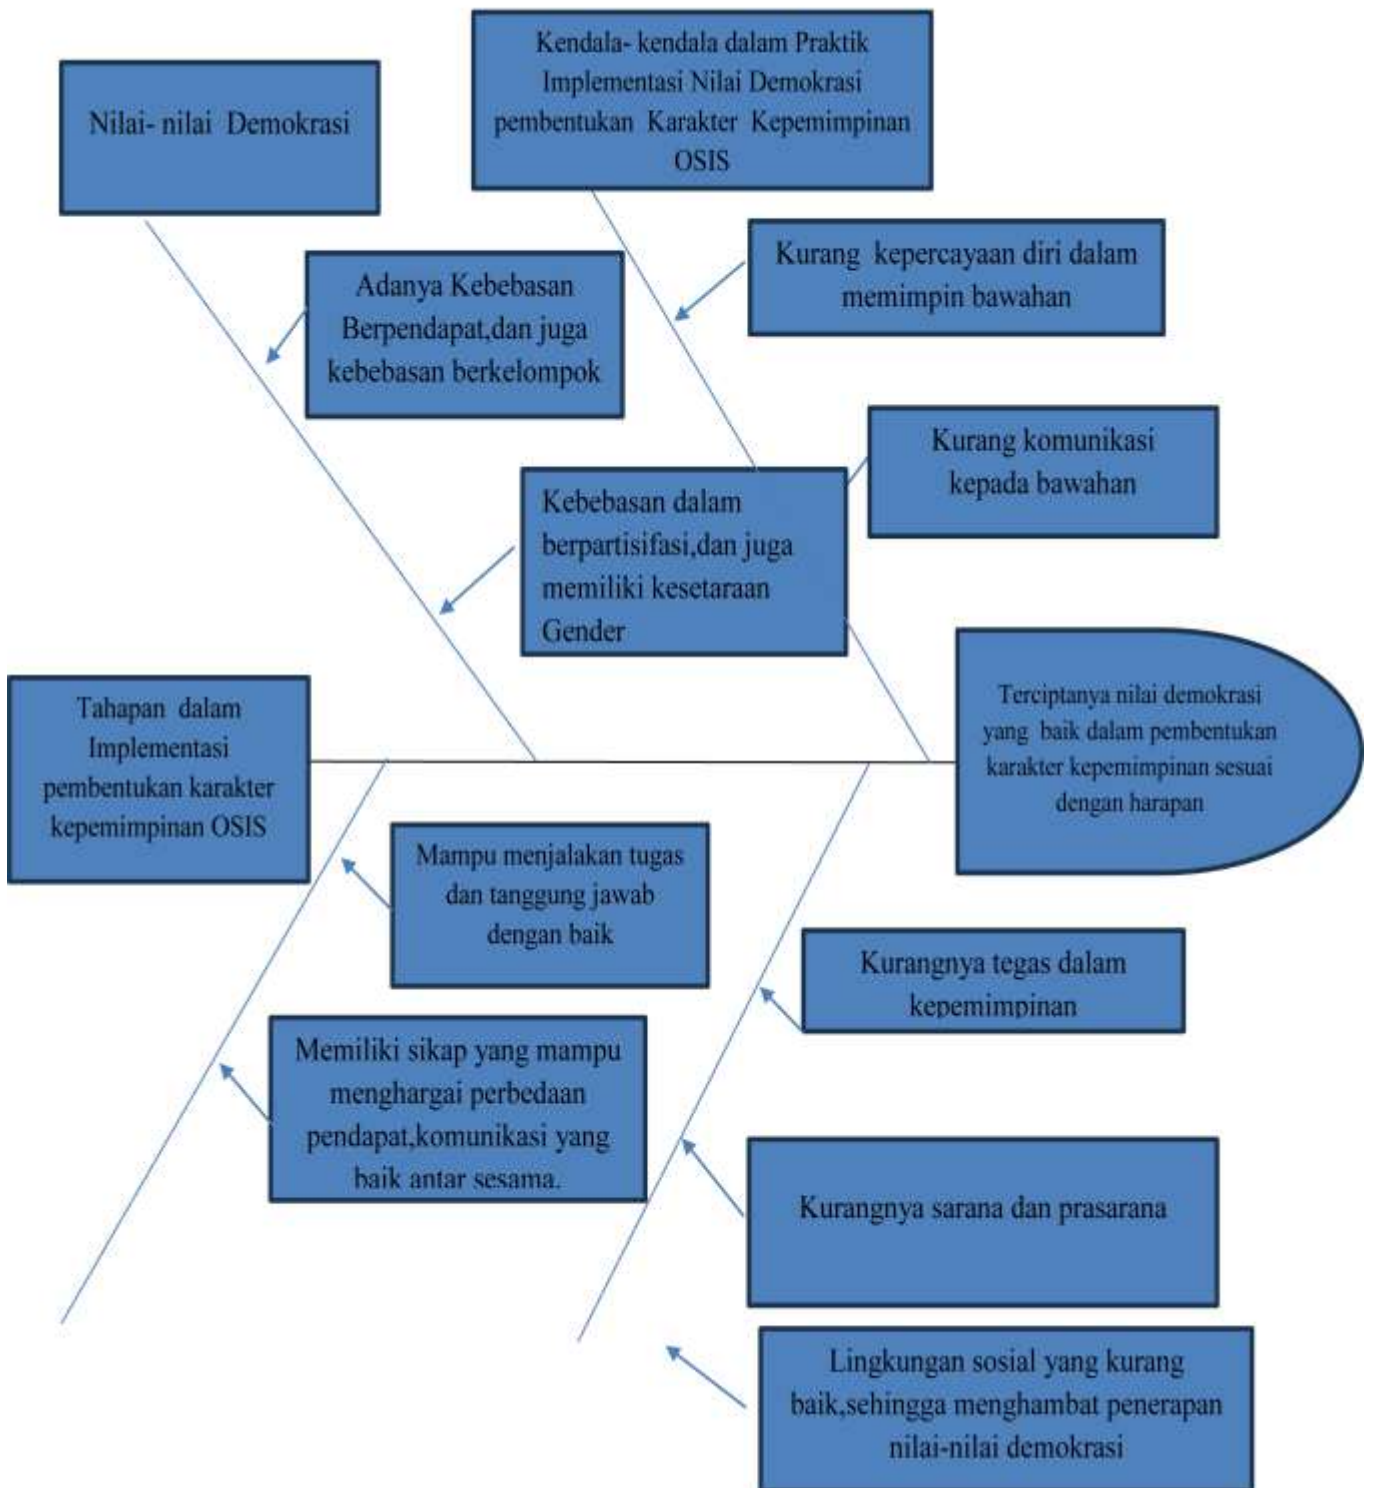 Kendala- kendala dalam Praktik
Implementasi Nilai Demokrasi
pembentukan Karakter Kepemimpinan
OSIS
Nilai- nilai Demokrasi
Kurang kepercayaan diri dalam
memimpin bawahan
Adanya Kebebasan
Berpendapat,dan juga
kebebasan berkelompok
Kurang komunikasi
kepada bawahan
Kebebasan dalam
berpartisifasi,dan juga
memiliki kesetaraan
Gender
Tahapan dalam
Implementasi
pembentukan karakter
kepemimpinan OSIS
Terciptanya nilai demokrasi
yang baik dalam pembentukan
karakter kepemimpinan sesuai
dengan harapan
Mampu menjalakan tugas
dan tanggung jawab
dengan baik
Kurangnya tegas dalam
kepemimpinan
Memiliki sikap yang mampu
menghargai perbedaan
pendapat,komunikasi yang
baik antar sesama.
Kurangnya sarana dan prasarana
Lingkungan sosial yang kurang
baik,sehingga menghambat penerapan
nilai-nilai demokrasi